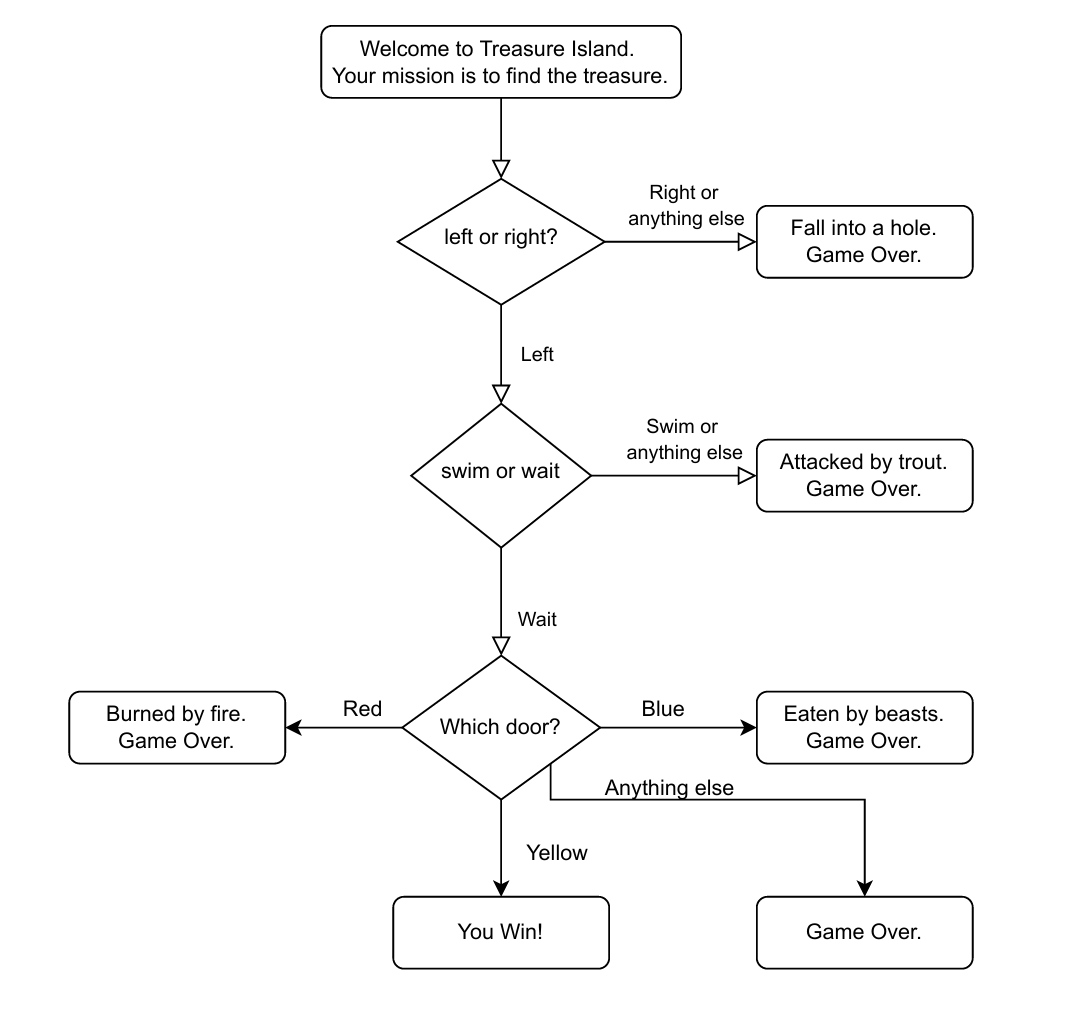 Welcome to Treasure Island.
Your mission is to find the treasure.
left or right?
Right or
anything else
Fall into a hole.
Game Over.
Left
swim or wait
Swim or
anything else
Attacked by trout.
Game Over.
Wait
Which door?
Red
Burned by fire.
Game Over.
Blue
Eaten by beasts.
Game Over.
Anything else
Yellow
You Win!
Game Over.